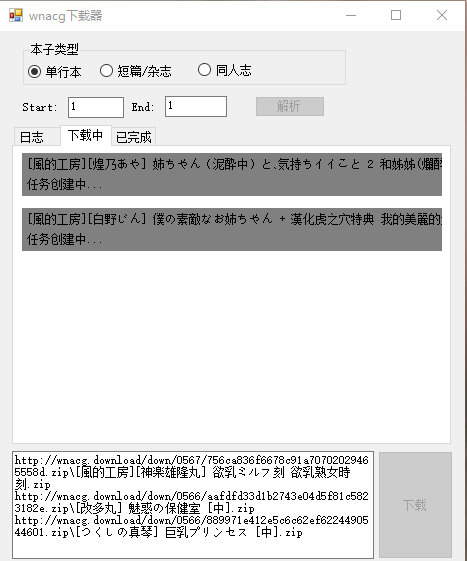 wnacg下载器
本子类型
单行本
短篇/杂志
同人志
Start: 1 End: 1 解析
日志 下载中 已完成
[風的工房][煌乃あや] 姉ちゃん (泥酔中) と、気持ちイイこと 2 和姊姊(爛醉
任务创建中...
[風的工房][白野じん] 僕の素敵なお姉ちゃん + 漢化虎之穴特典 我的美麗的
任务创建中...
http://wnacg.download/down/0567/756ca836f6678c91a7070202946
5558d.zip\[風的工房][神楽雄隆丸] 欲乳ミルフ刻 欲乳熟女時
刻.zip
http://wnacg.download/down/0566/aafdfd33d1b2743e04d5f81c582
3182e.zip\[改多丸] 魅惑の保健室 [中].zip
http://wnacg.download/down/0566/889971e412e5c6c62ef62244905
44601.zip\[つくしの真琴] 巨乳プリンセス [中].zip
下载